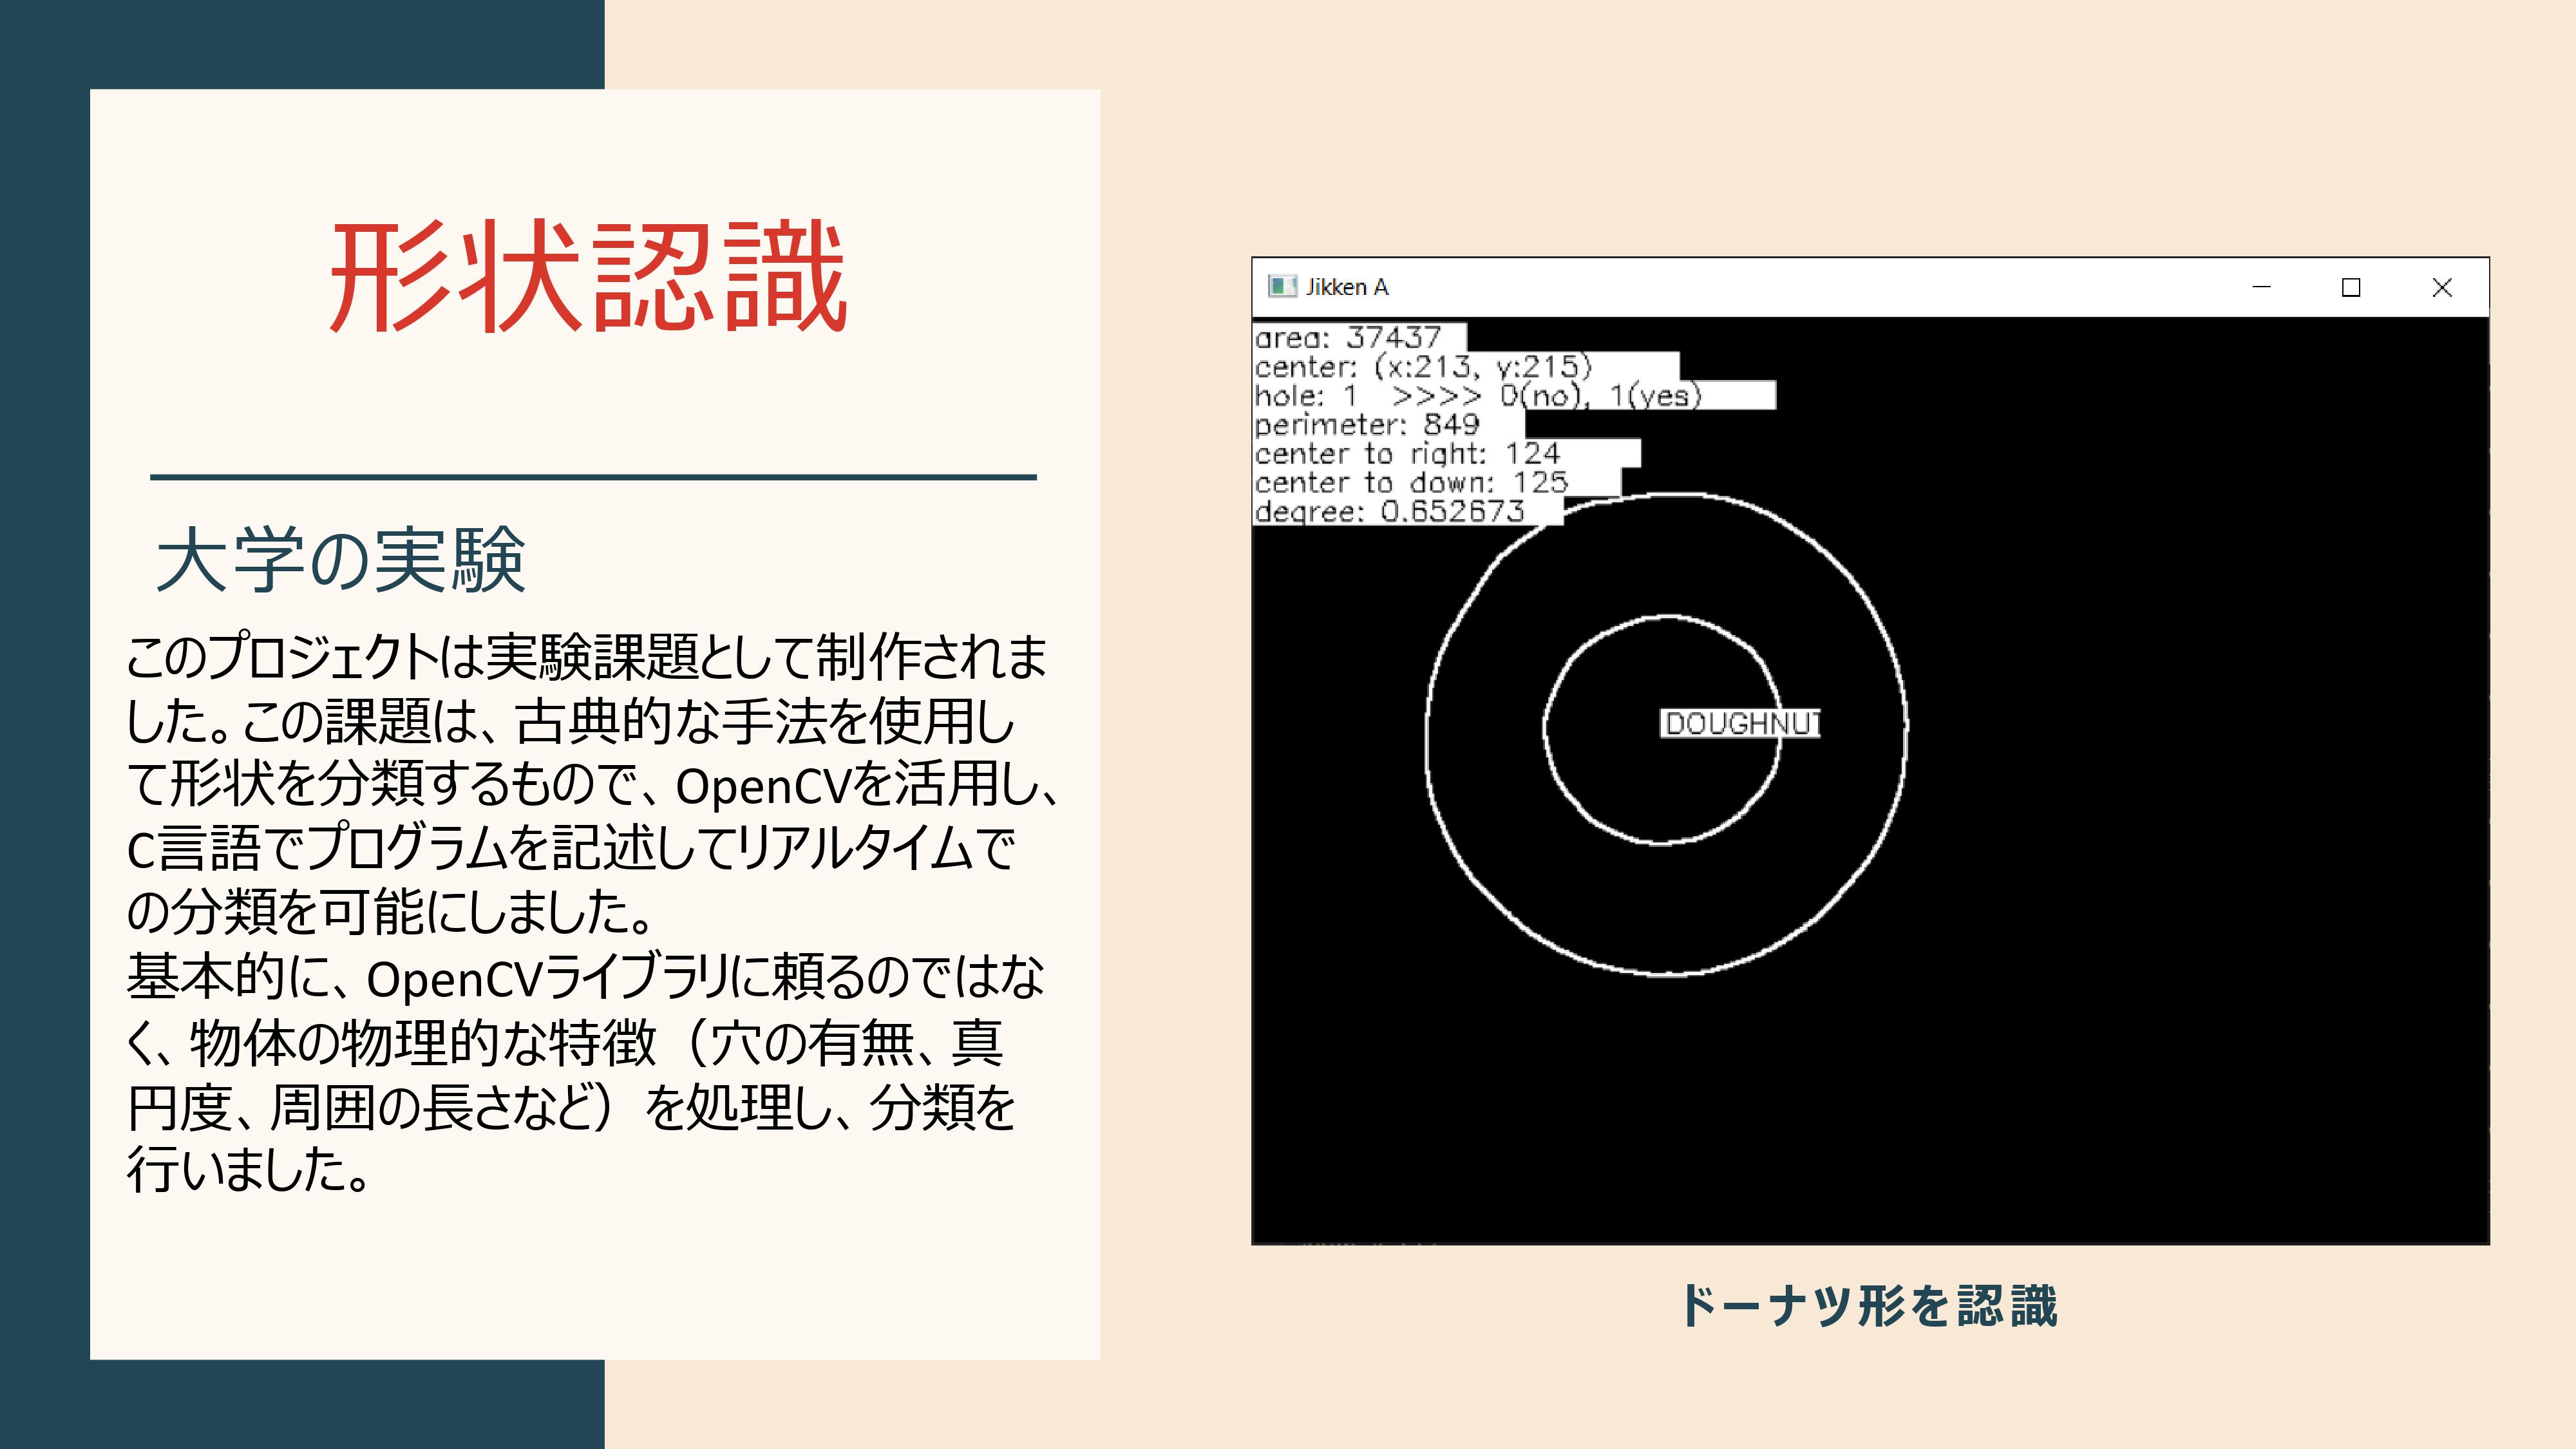 形状認識
大学の実験
このプロジェクトは実験課題として制作されま
した。この課題は、古典的な手法を使用し
て形状を分類するもので、OpenCVを活用し、
C言語でプログラムを記述してリアルタイムで
の分類を可能にしました。
基本的に、OpenCVライブラリに頼るのではな
く、物体の物理的な特徴（穴の有無、真
円度、周囲の長さなど）を処理し、分類を
行いました。
Jikken A
area: 37437
center: (x:213, y:215)
hole: 1 >>>> 0(no), 1(yes)
perimeter: 849
center to right: 124
center to down: 125
degree: 0.652673
DOUGHNUT
ドーナツ形を認識